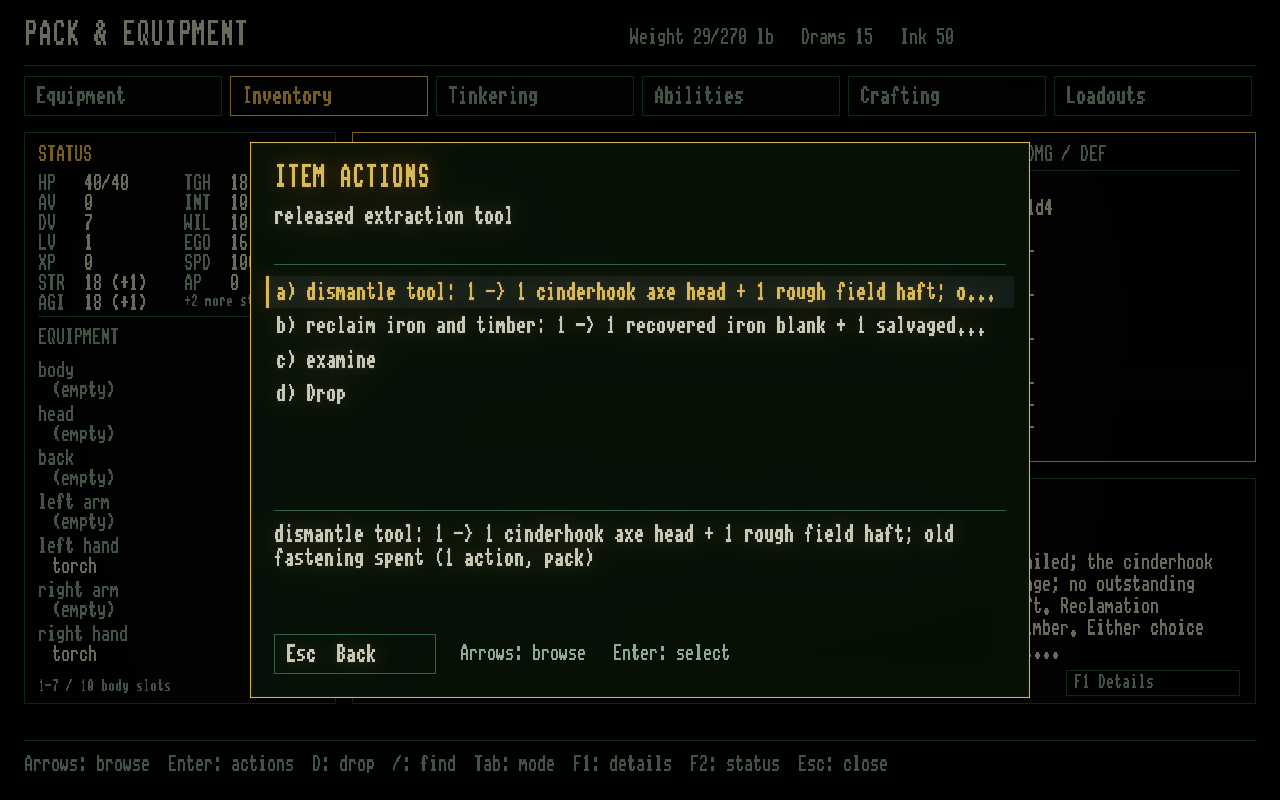 PACK & EQUIPMENT
Weight 29/270 lb Drams 15 Ink 50
Equipment Inventory Tinkering Abilities Crafting Loadouts
STATUS
HP 40/40 TGH 18
AV 0 INT 10
DV 7 WIL 10
LV 1 EGO 16
XP 0 SPD 10
STR 18 (+1) AP 0
AGI 18 (+1) +2 more st
EQUIPMENT
body
(empty)
head
(empty)
back
(empty)
left arm
(empty)
left hand
torch
right arm
(empty)
right hand
torch
1-7 / 10 body slots
DMG / DEF
1d4
ITEM ACTIONS
released extraction tool
a) dismantle tool: 1 -> 1 cinderhook axe head + 1 rough field haft; o...
b) reclaim iron and timber: 1 -> 1 recovered iron blank + 1 salvaged...
c) examine
d) Drop
dismantle tool: 1 -> 1 cinderhook axe head + 1 rough field haft; old
fastening spent (1 action, pack)
Esc Back Arrows: browse Enter: select
iled; the cinderhook
ge; no outstanding
ft. Reclamation
mber. Either choice
...
F1 Details
Arrows: browse Enter: actions D: drop /: find Tab: mode F1: details F2: status Esc: close